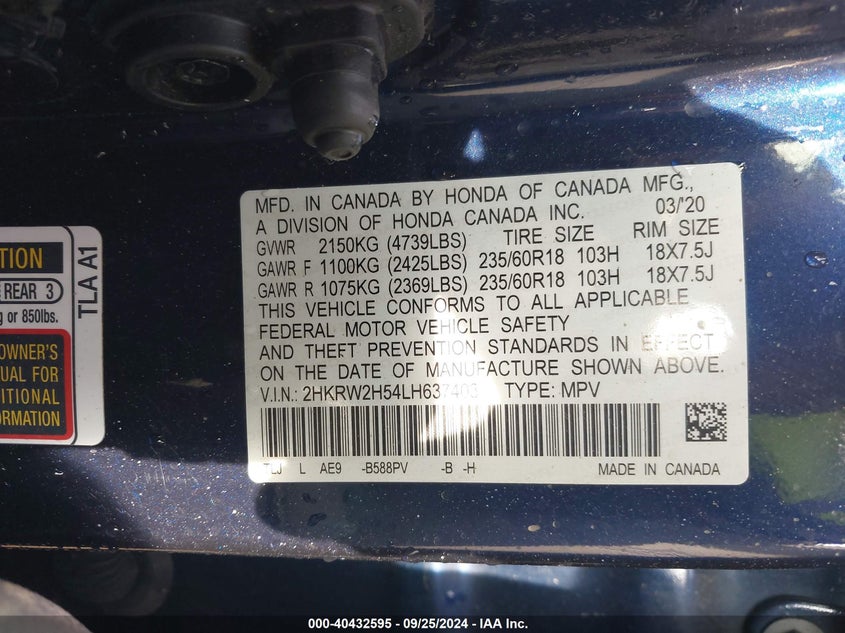 TION
REAR 3
g or 850lbs.
OWNER'S
UAL FOR
ITIONAL
ATION
TLA A1
MFD. IN CANADA BY HONDA OF CANADA MFG.,
A DIVISION OF HONDA CANADA INC. 03/'20
GVWR 2150KG (4739LBS) TIRE SIZE RIM SIZE
GAWR F 1100KG (2425LBS) 235/60R18 103H 18X7.5J
GAWR R 1075KG (2369LBS) 235/60R18 103H 18X7.5J
THIS VEHICLE CONFORMS TO ALL APPLICABLE
FEDERAL MOTOR VEHICLE SAFETY
AND THEFT PREVENTION STANDARDS IN EFFECT
ON THE DATE OF MANUFACTURE SHOWN ABOVE.
V.I.N.: 2HKRW2H54LH637403 TYPE: MPV
TLJ L AE9 -B588PV -B -H MADE IN CANADA
000-40432595 - 09/25/2024 - IAA Inc.